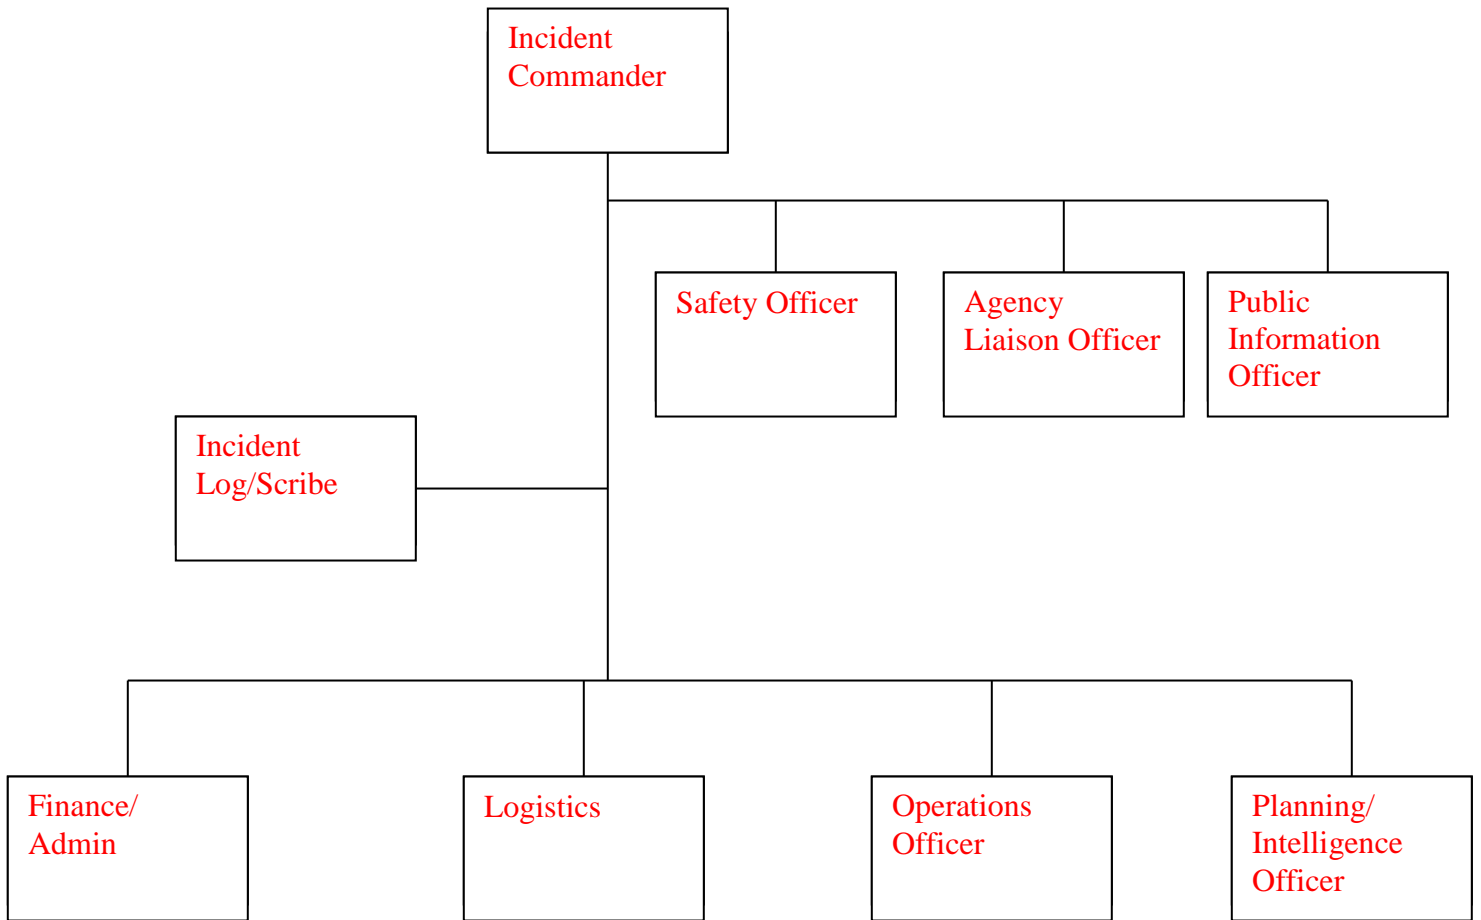 Incident
Commander
Safety Officer
Agency
Liaison Officer
Public
Information
Officer
Incident
Log/Scribe
Finance/
Admin
Logistics
Operations
Officer
Planning/
Intelligence
Officer